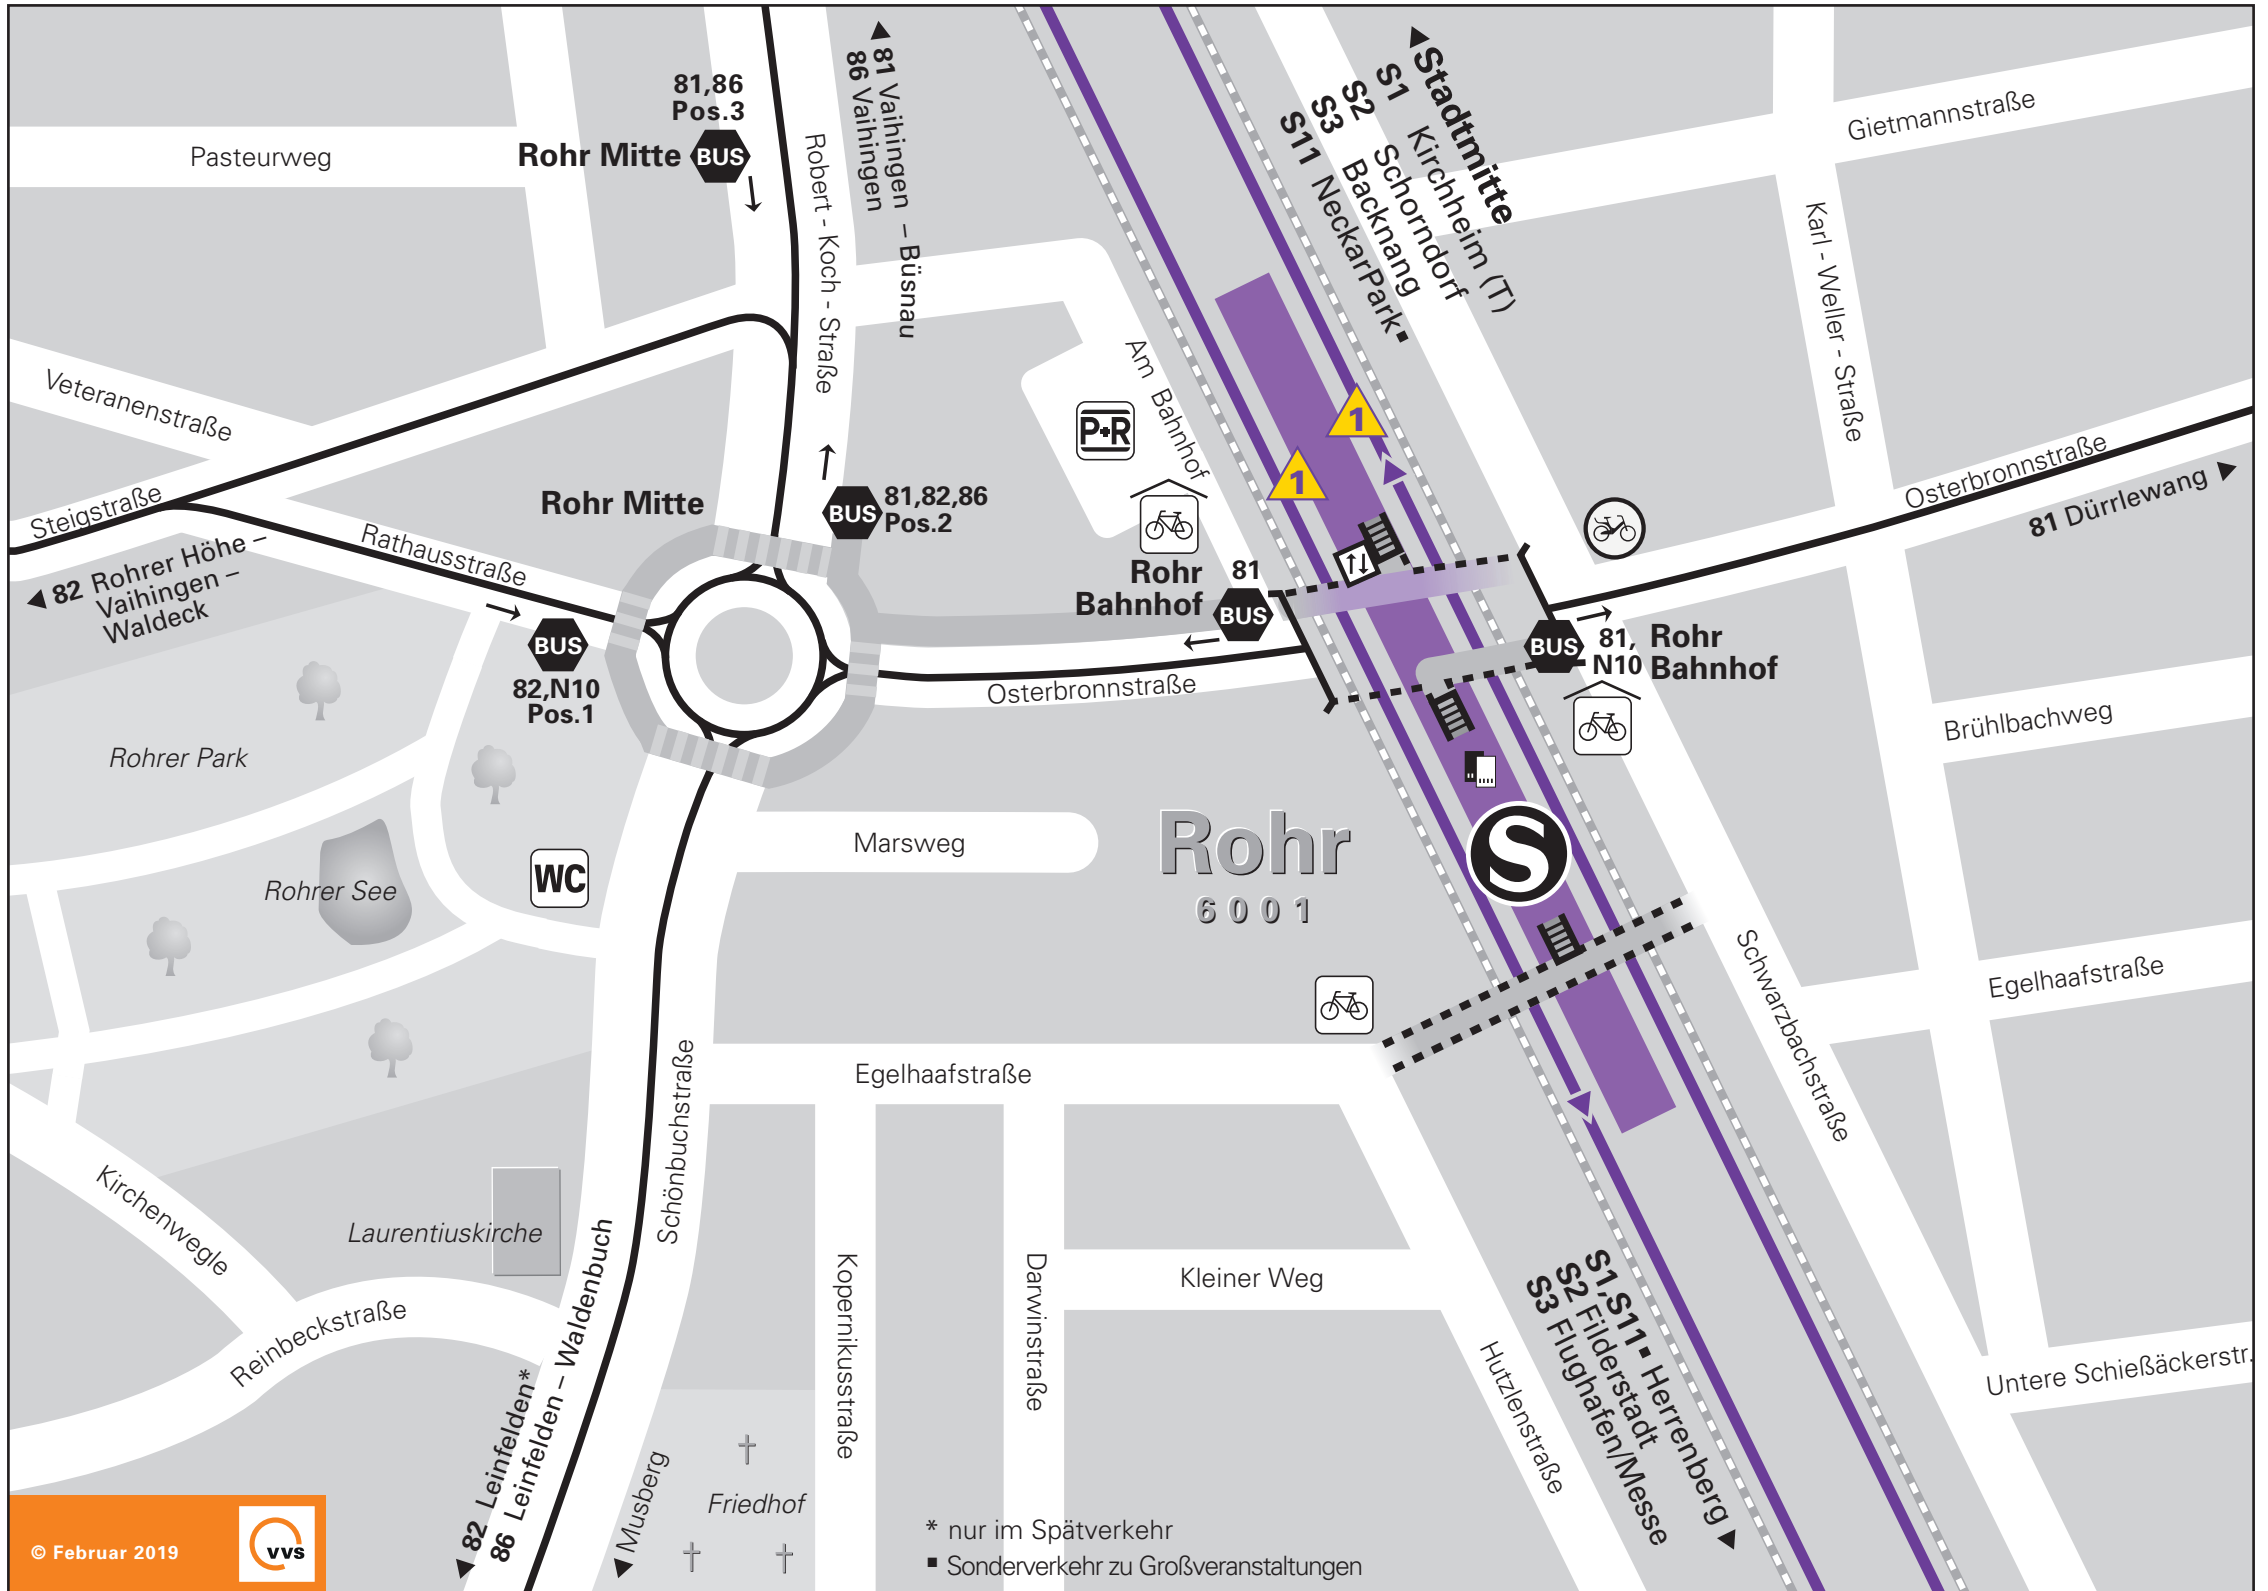 81,86
Pos.3
Rohr Mitte
BUS
Pasteurweg
Robert - Koch - Straße
81 Vaihingen – Büsnau
86 Vaihingen
Stadtmitte
S1 Kirchheim (T)
S2 Schorndorf
S3 Backnang
S11 NeckarPark▪
Gietmannstraße
Karl - Weller - Straße
Veteranenstraße
Am Bahnhof
P+R
1
1
Osterbronnstraße
81 Dürrlewang
Steigstraße
Rathausstraße
Rohr Mitte
BUS
81,82,86
Pos.2
82 Rohrer Höhe –
Vaihingen –
Waldeck
BUS
82,N10
Pos.1
Rohr
Bahnhof
81
BUS
BUS
81,
N10
Rohr
Bahnhof
Osterbronnstraße
Brühlbachweg
Rohrer Park
Marsweg
Rohr
6001
S
Rohrer See
WC
Schwarzbachstraße
Egelhaafstraße
Egelhaafstraße
Schönbuchstraße
Kirchenwegle
Laurentiuskirche
Reinbeckstraße
Kopernikusstraße
Darwinstraße
Kleiner Weg
Hutzlenstraße
S1,S11▪ Herrenberg
S2 Filderstadt
S3 Flughafen/Messe
Untere Schießäckerstr.
82 Leinfelden*
86 Leinfelden – Waldenbuch
Musberg
Friedhof
* nur im Spätverkehr
▪ Sonderverkehr zu Großveranstaltungen
© Februar 2019
vvs